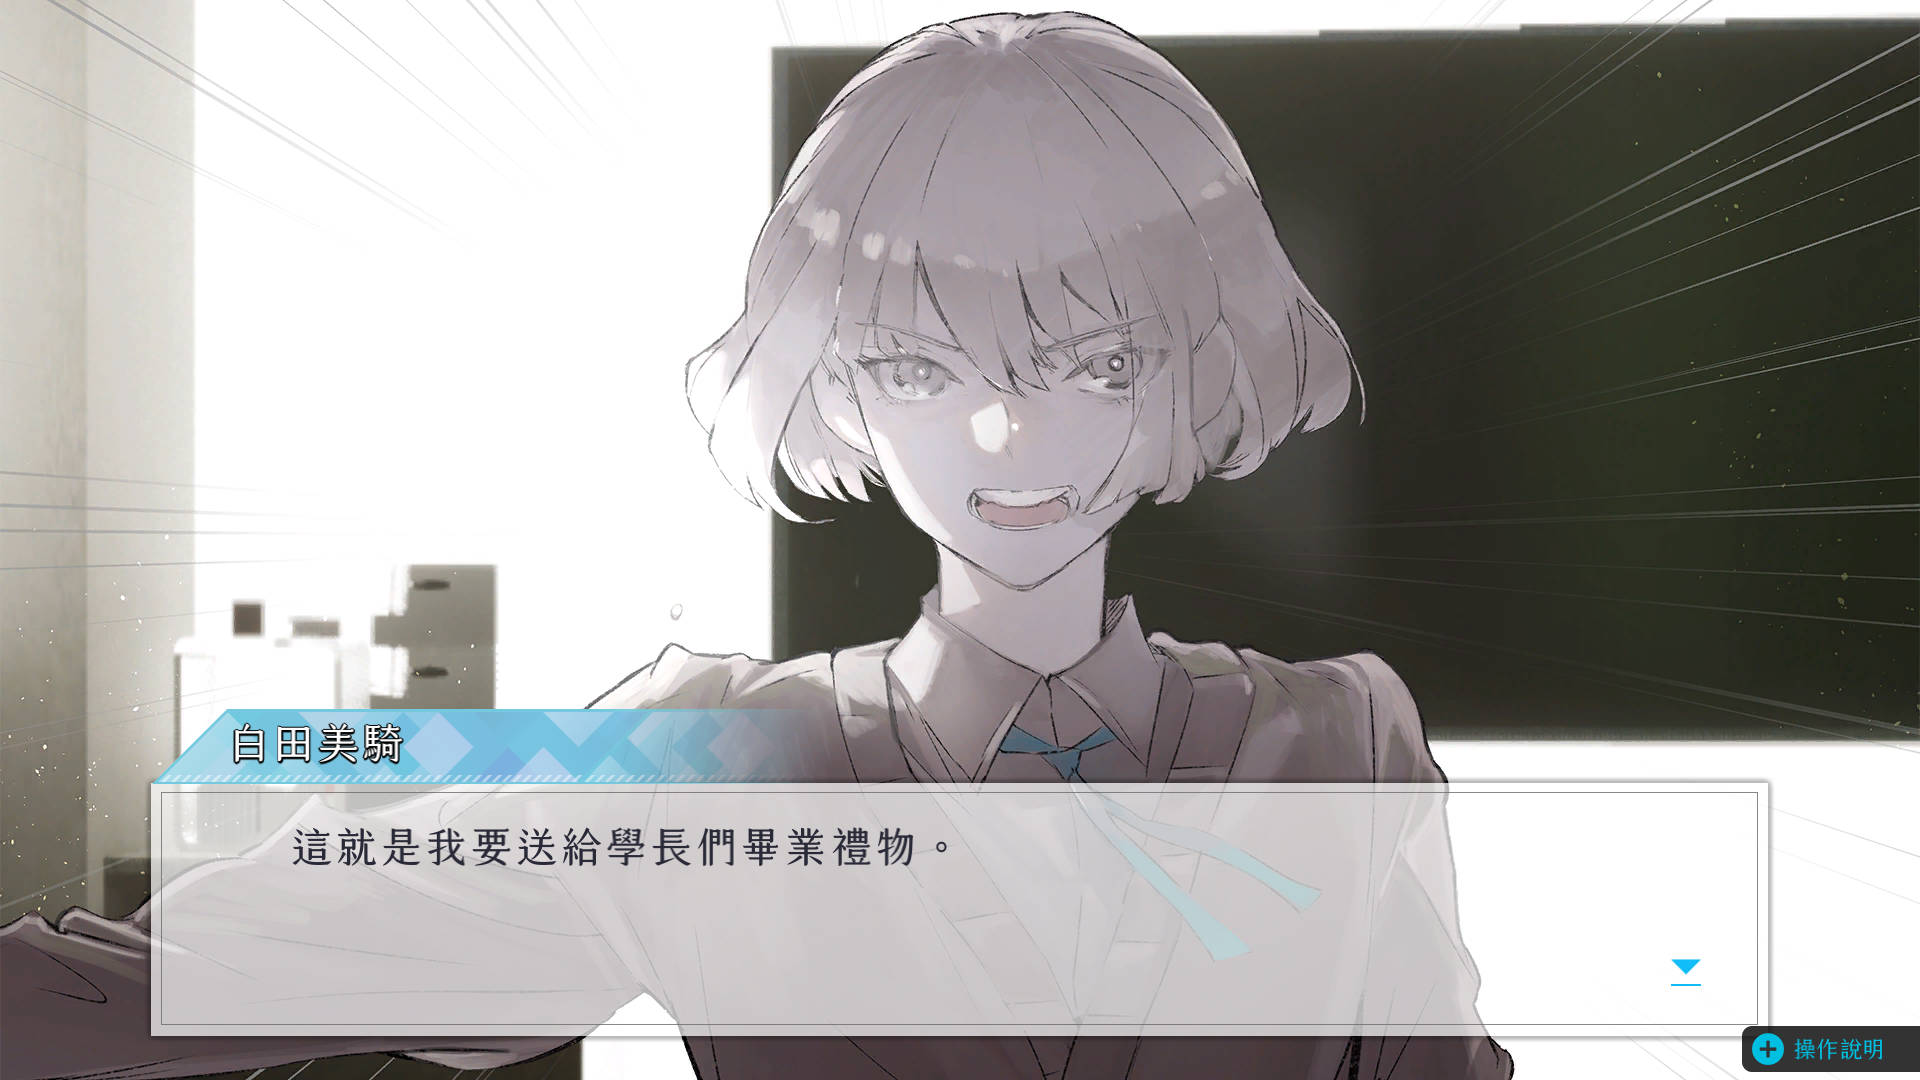 白田美騎
這就是我要送給學長們畢業禮物。
操作說明